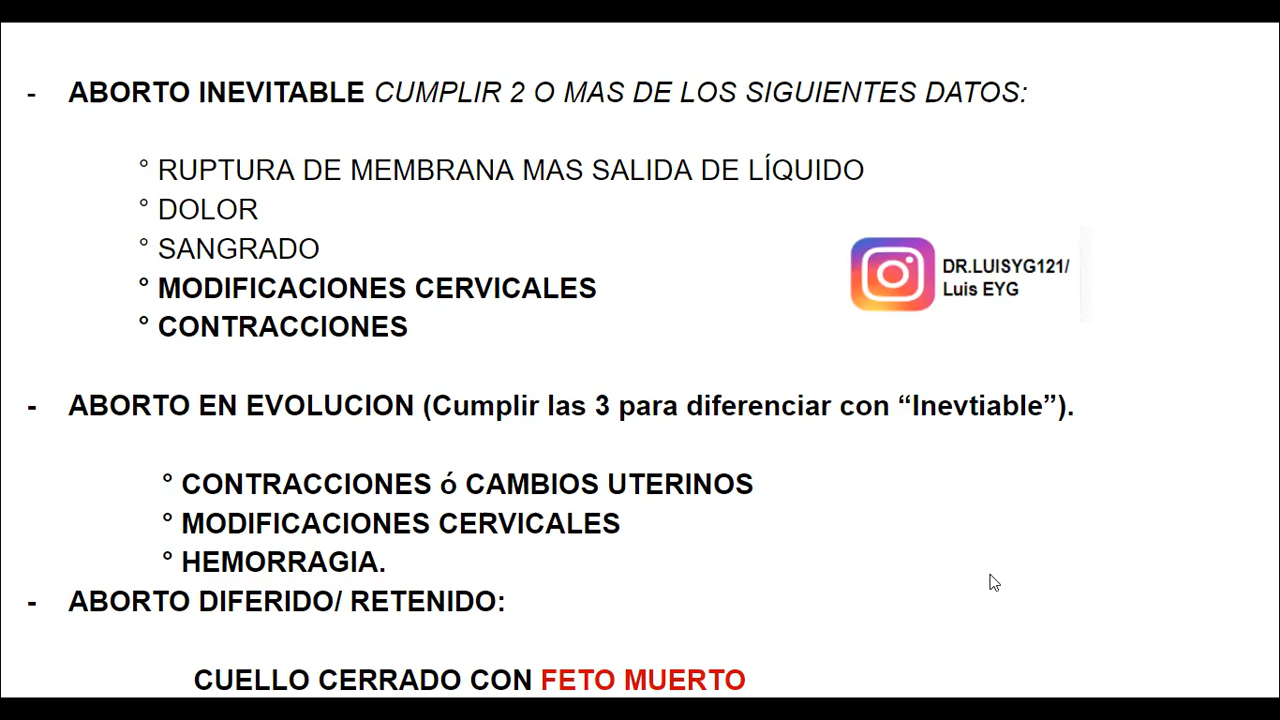 - ABORTO INEVITABLE CUMPLIR 2 O MAS DE LOS SIGUIENTES DATOS:
° RUPTURA DE MEMBRANA MAS SALIDA DE LÍQUIDO
° DOLOR
° SANGRADO
° MODIFICACIONES CERVICALES
° CONTRACCIONES
DR.LUISYG121/
Luis EYG
- ABORTO EN EVOLUCION (Cumplir las 3 para diferenciar con “Inevtiable”).
° CONTRACCIONES ó CAMBIOS UTERINOS
° MODIFICACIONES CERVICALES
° HEMORRAGIA.
- ABORTO DIFERIDO/ RETENIDO:
CUELLO CERRADO CON FETO MUERTO